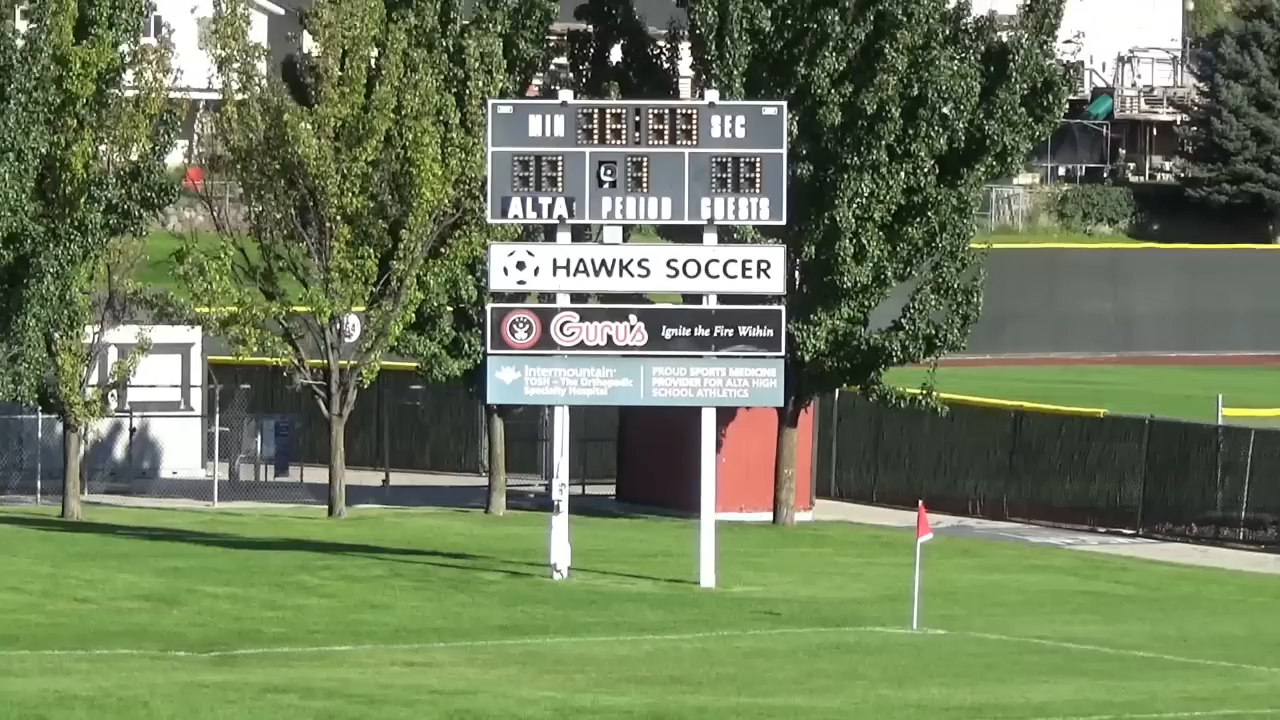 MIN SEC
ALTA PERIOD GUESTS
HAWKS SOCCER
Guru's Ignite the Fire Within
Intermountain®
TOSH – The Orthopedic
Specialty Hospital
PROUD SPORTS MEDICINE
PROVIDER FOR ALTA HIGH
SCHOOL ATHLETICS